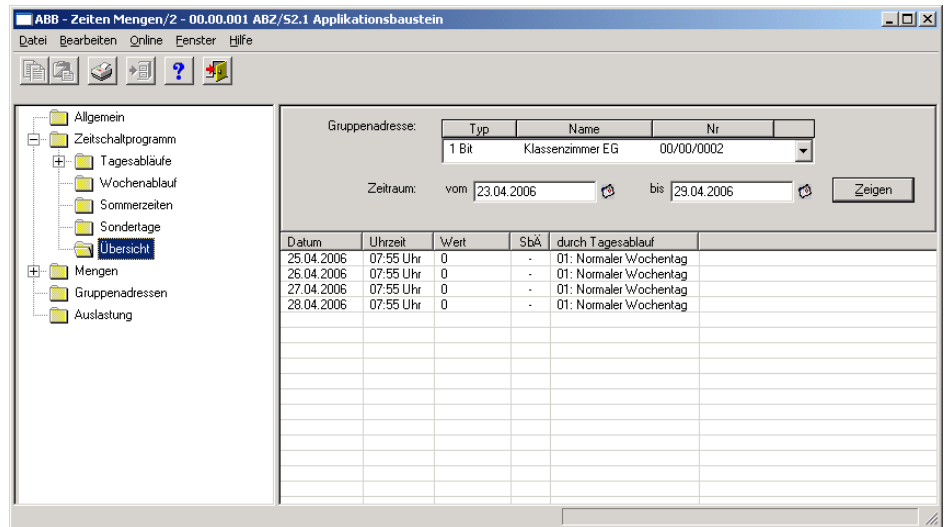 ABB - Zeiten Mengen/2 - 00.00.001 ABZ/S2.1 Applikationsbaustein
Datei Bearbeiten Online Fenster Hilfe
Allgemein
Zeitschaltprogramm
Tagesabläufe
Wochenablauf
Sommerzeiten
Sondertage
Übersicht
Mengen
Gruppenadressen
Auslastung
Gruppenadresse: Typ Name Nr
1 Bit Klassenzimmer EG 00/00/0002
Zeitraum: vom 23.04.2006 bis 29.04.2006 Zeigen
Datum Uhrzeit Wert SbÄ durch Tagesablauf
25.04.2006 07:55 Uhr 0 - 01: Normaler Wochentag
26.04.2006 07:55 Uhr 0 - 01: Normaler Wochentag
27.04.2006 07:55 Uhr 0 - 01: Normaler Wochentag
28.04.2006 07:55 Uhr 0 - 01: Normaler Wochentag